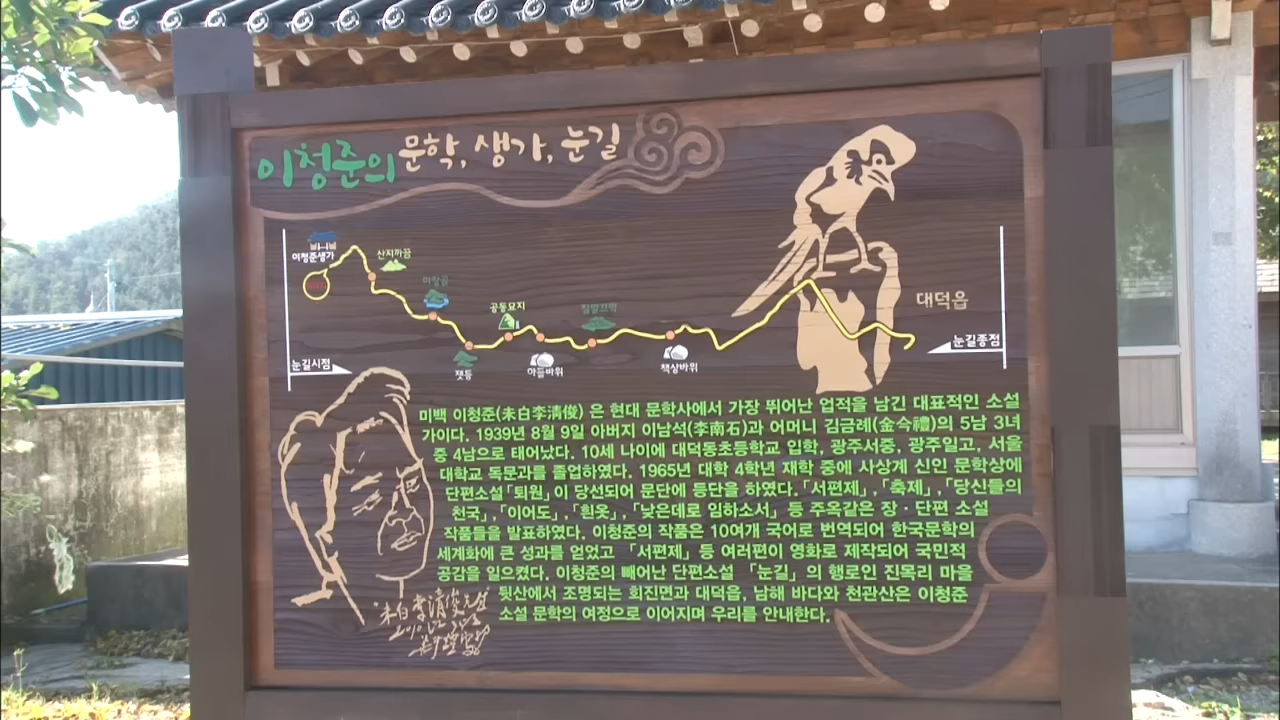 이청준의 문학, 생가, 눈길
이청준생가
산지까끔
공동묘지
잿등
아들바위
책상바위
대덕읍
눈길시점
눈길종점
미백 이청준(未白李淸俊) 은 현대 문학사에서 가장 뛰어난 업적을 남긴 대표적인 소설
가이다. 1939년 8월 9일 아버지 이남석(李南石)과 어머니 김금례(金今禮)의 5남 3녀
중 4남으로 태어났다. 10세 나이에 대덕동초등학교 입학, 광주서중, 광주일고, 서울
대학교 독문과를 졸업하였다. 1965년 대학 4학년 재학 중에 사상계 신인 문학상에
단편소설「퇴원」이 당선되어 문단에 등단을 하였다.「서편제」,「축제」,「당신들의
천국」,「이어도」,「흰옷」,「낮은데로 임하소서」등 주옥같은 장 · 단편 소설
작품들을 발표하였다. 이청준의 작품은 10여개 국어로 번역되어 한국문학의
세계화에 큰 성과를 얻었고 「서편제」등 여러편이 영화로 제작되어 국민적
공감을 일으켰다. 이청준의 빼어난 단편소설 「눈길」의 행로인 진목리 마을
뒷산에서 조명되는 회진면과 대덕읍, 남해 바다와 천관산은 이청준
소설 문학의 여정으로 이어지며 우리를 안내한다.